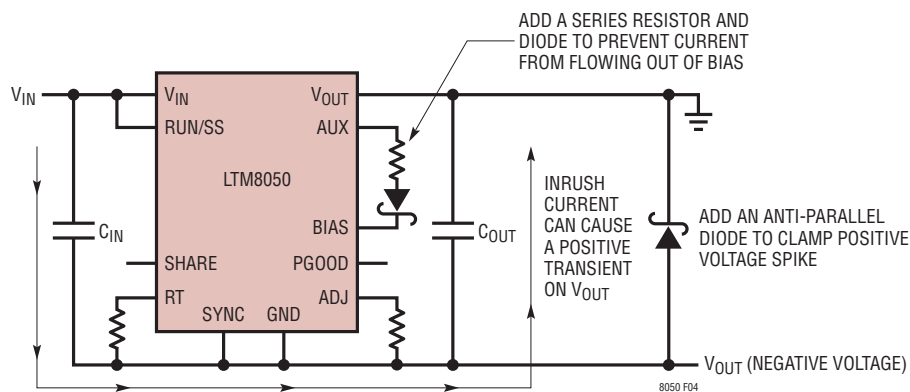 ADD A SERIES RESISTOR AND
DIODE TO PREVENT CURRENT
FROM FLOWING OUT OF BIAS
VIN
VIN
VOUT
RUN/SS
AUX
LTM8050
INRUSH
CURRENT
CAN CAUSE
A POSITIVE
TRANSIENT
ON VOUT
CIN
BIAS
COUT
ADD AN ANTI-PARALLEL
DIODE TO CLAMP POSITIVE
VOLTAGE SPIKE
SHARE
PGOOD
RT
ADJ
SYNC
GND
VOUT (NEGATIVE VOLTAGE)
8050 F04